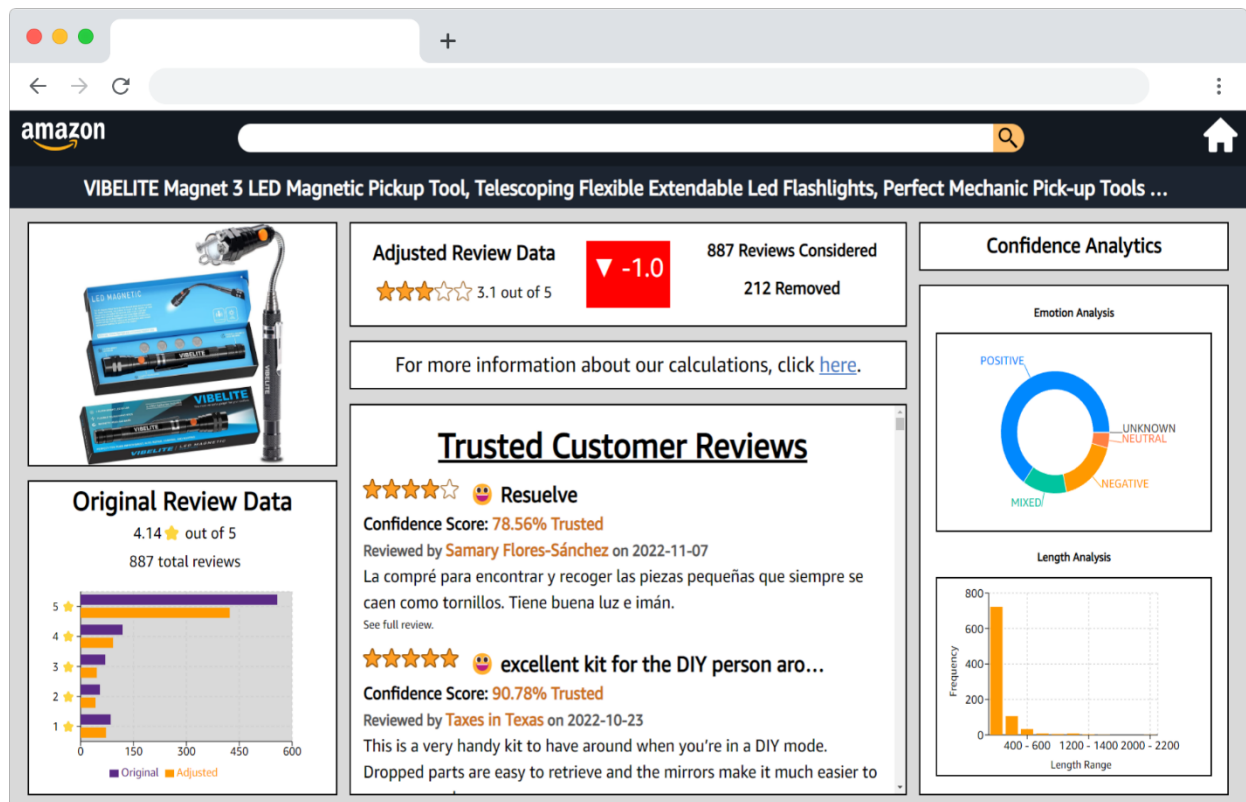 amazon
VIBELITE Magnet 3 LED Magnetic Pickup Tool, Telescoping Flexible Extendable Led Flashlights, Perfect Mechanic Pick-up Tools ...
LED MAGNETIC
VIBELITE
VIBELITE
VIBELITE
VIBELITE
VIBELITE / LED MAGNETIC
Original Review Data
4.14 out of 5
887 total reviews
5
4
3
2
1
0 150 300 450 600
Original Adjusted
Adjusted Review Data
3.1 out of 5
▼ -1.0
887 Reviews Considered
212 Removed
For more information about our calculations, click here.
Trusted Customer Reviews
Resuelve
Confidence Score: 78.56% Trusted
Reviewed by Samary Flores-Sánchez on 2022-11-07
La compré para encontrar y recoger las piezas pequeñas que siempre se
caen como tornillos. Tiene buena luz e imán.
See full review.
excellent kit for the DIY person aro...
Confidence Score: 90.78% Trusted
Reviewed by Taxes in Texas on 2022-10-23
This is a very handy kit to have around when you're in a DIY mode.
Dropped parts are easy to retrieve and the mirrors make it much easier to
Confidence Analytics
Emotion Analysis
POSITIVE
UNKNOWN
NEUTRAL
NEGATIVE
MIXED
Length Analysis
800
600
400
200
0
Frequency
400 - 600 1200 - 1400 2000 - 2200
Length Range